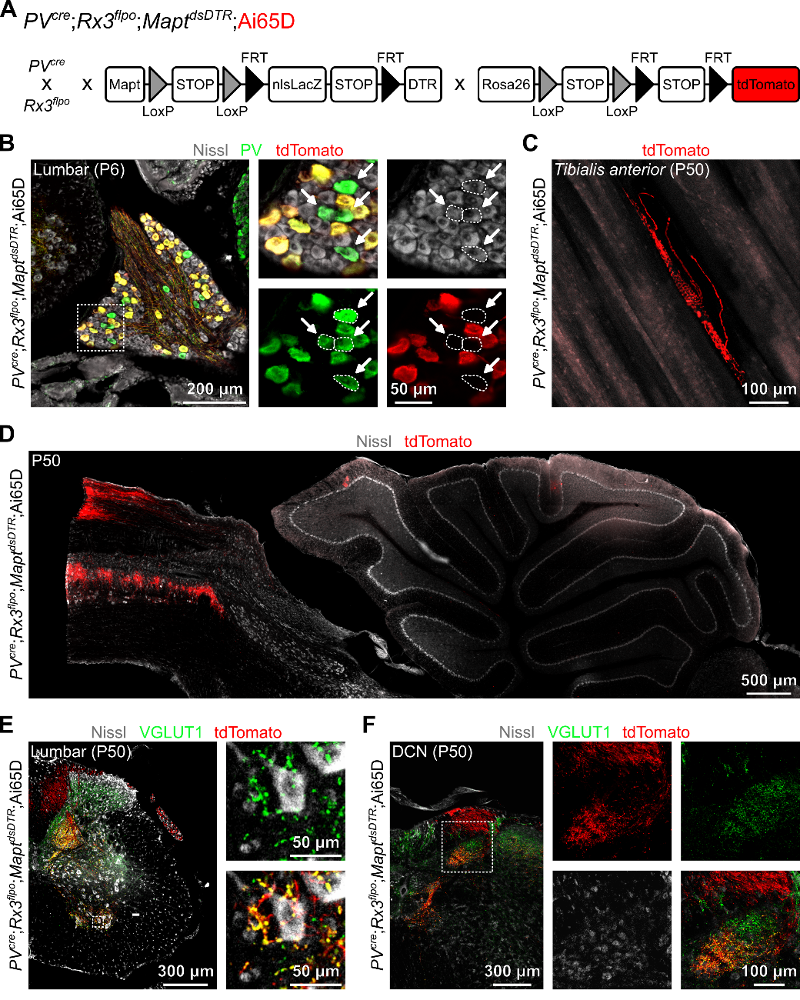 A
PVcre;Rx3flpo;MaptdsDTR;Ai65D
PVcre
x
Rx3flpo
x
FRT
FRT
Mapt
STOP
nlsLacZ
STOP
DTR
LoxP
LoxP
x
FRT
FRT
Rosa26
STOP
STOP
tdTomato
LoxP
LoxP
B
Nissl PV tdTomato
PVcre;Rx3flpo;MaptdsDTR;Ai65D
Lumbar (P6)
200 µm
50 µm
C
tdTomato
PVcre;Rx3flpo;MaptdsDTR;Ai65D
Tibialis anterior (P50)
100 µm
D
Nissl tdTomato
PVcre;Rx3flpo;MaptdsDTR;Ai65D
P50
500 µm
E
Nissl VGLUT1 tdTomato
PVcre;Rx3flpo;MaptdsDTR;Ai65D
Lumbar (P50)
300 µm
50 µm
50 µm
F
Nissl VGLUT1 tdTomato
PVcre;Rx3flpo;MaptdsDTR;Ai65D
DCN (P50)
300 µm
100 µm